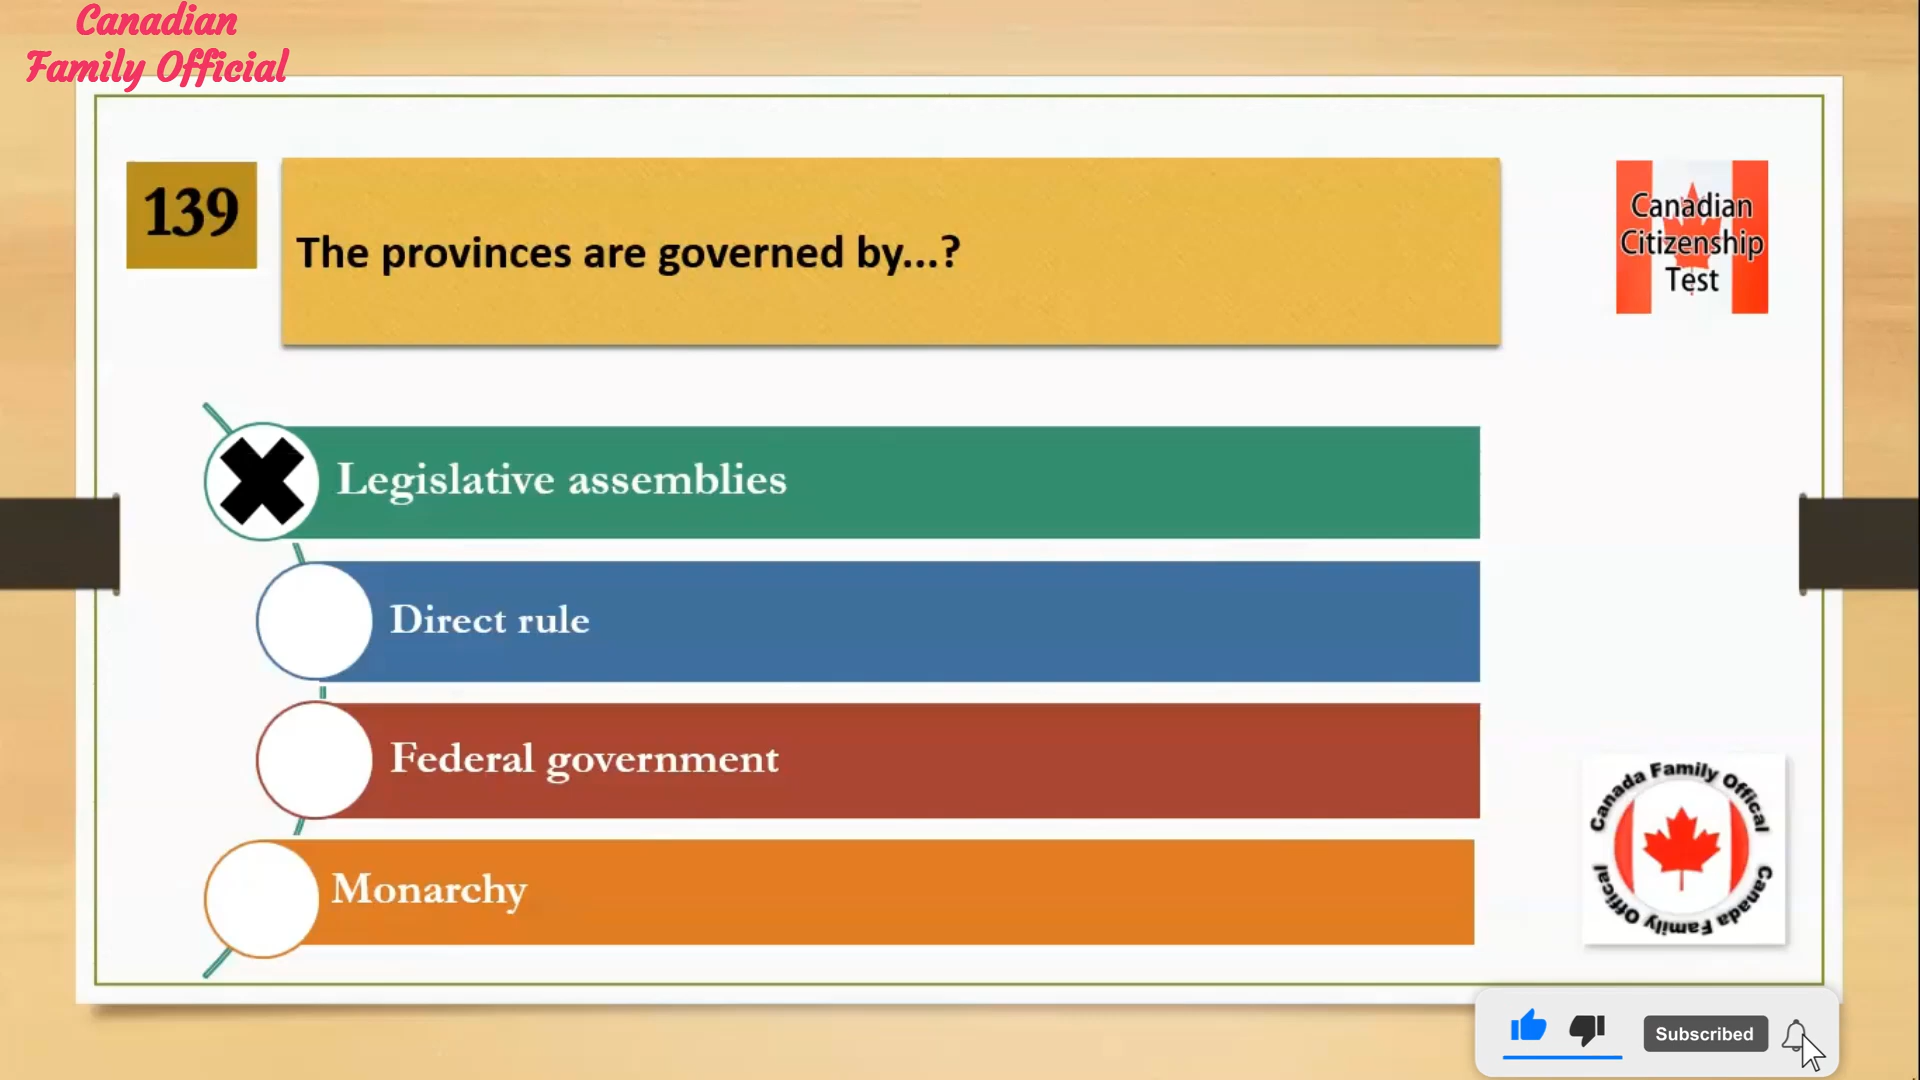 Canadian
Family Official
139
The provinces are governed by...?
Canadian
Citizenship
Test
Legislative assemblies
Direct rule
Federal government
Monarchy
Canada Family Offical
Canada Family Offical
Subscribed